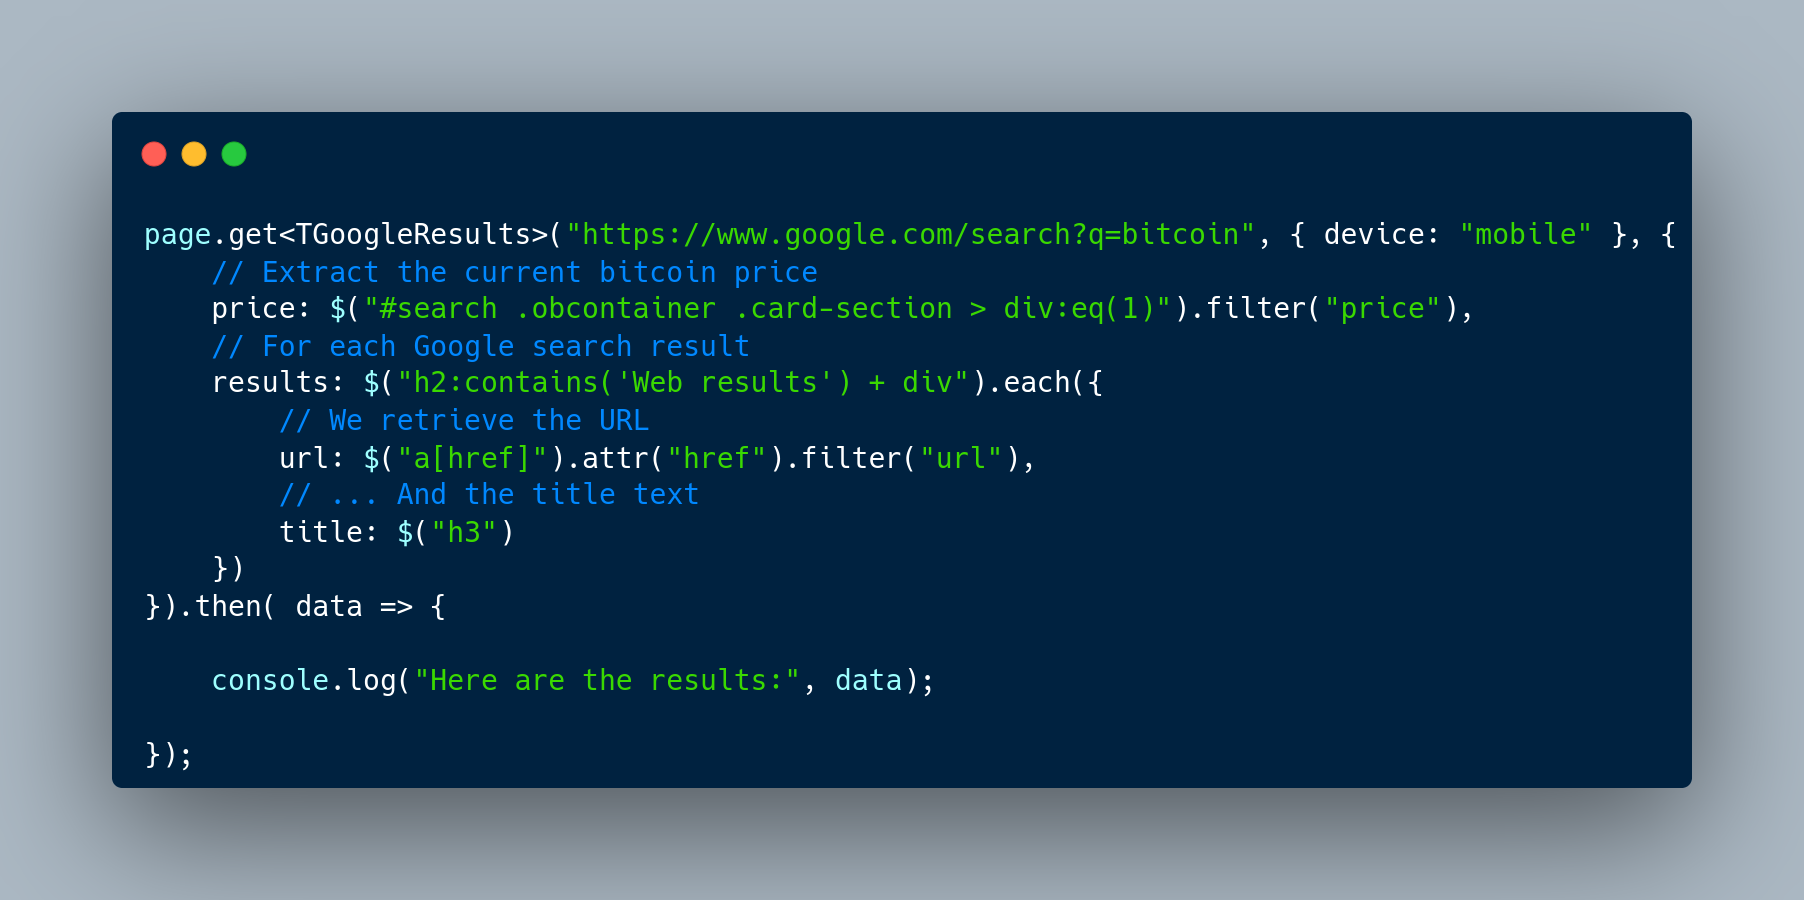 page.get<TGoogleResults>("https://www.google.com/search?q=bitcoin", { device: "mobile" }, {
    // Extract the current bitcoin price
    price: $("#search .obcontainer .card-section > div:eq(1)").filter("price"),
    // For each Google search result
    results: $("h2:contains('Web results') + div").each({
        // We retrieve the URL
        url: $("a[href]").attr("href").filter("url"),
        // ... And the title text
        title: $("h3")
    })
}).then( data => {

    console.log("Here are the results:", data);

});